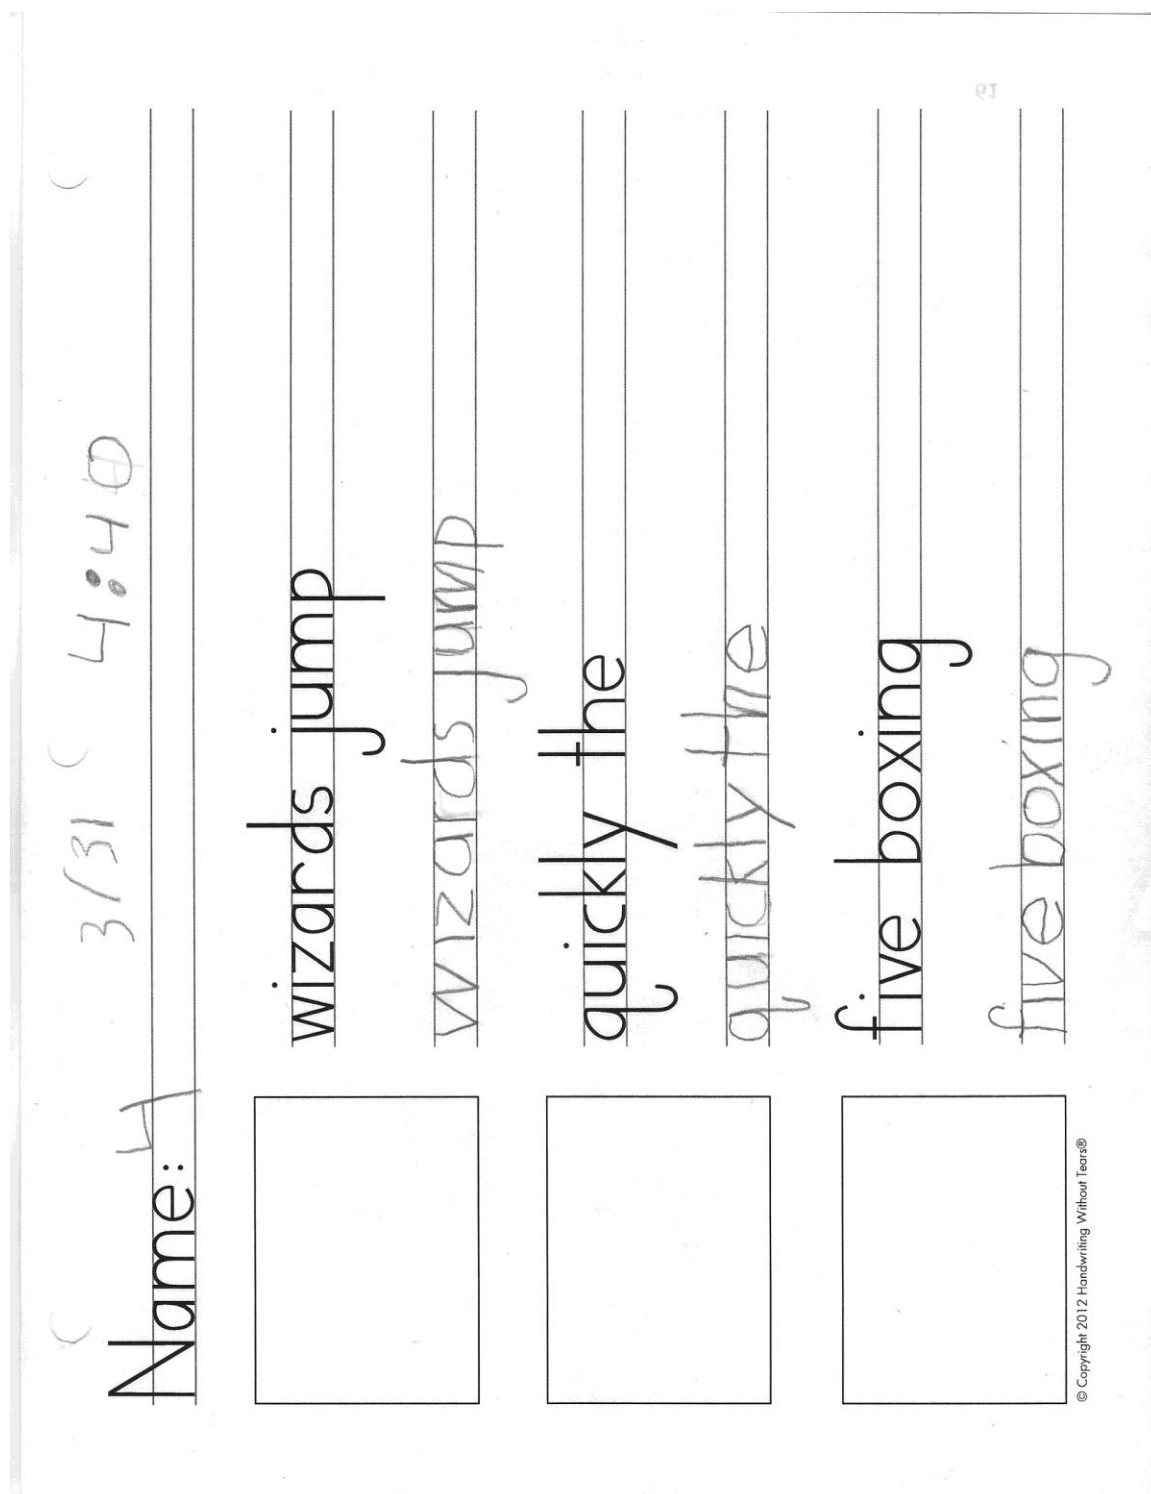 3/31 4:40
Name: H
wizards jump
wizards jump
quickly the
quickly the
five boxing
five boxing
© Copyright 2012 Handwriting Without Tears®
61